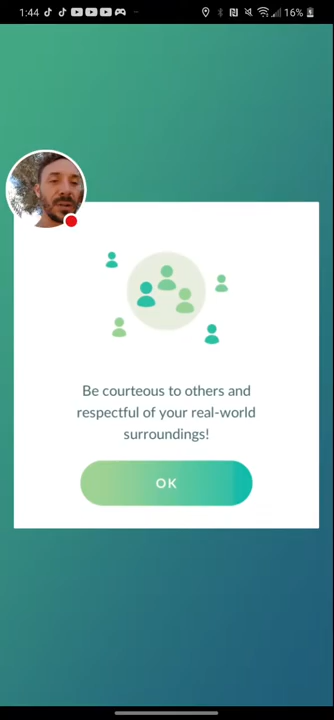 1:44
16%
Be courteous to others and
respectful of your real-world
surroundings!
OK